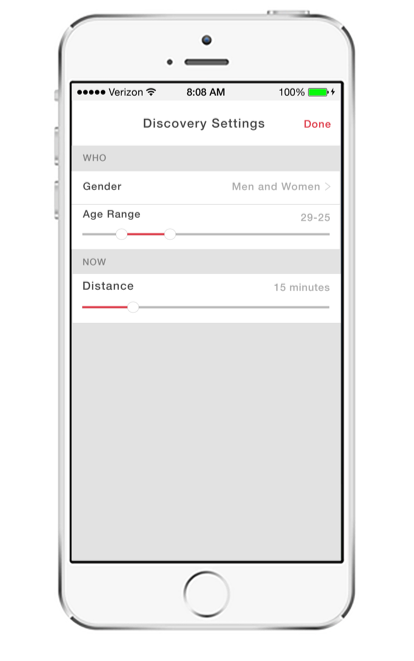 Verizon 8:08 AM 100%
Discovery Settings Done
WHO
Gender Men and Women >
Age Range 29-25
NOW
Distance 15 minutes